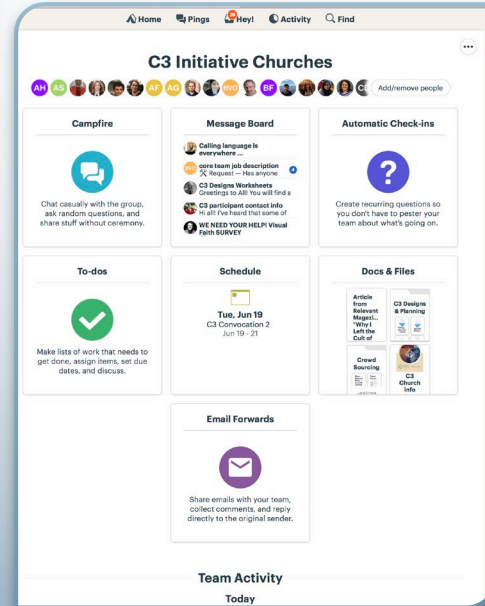 Home Pings Hey! Activity Find
C3 Initiative Churches
AH AS AF AG NVO BF Add/remove people
Campfire
Chat casually with the group,
ask random questions, and
share stuff without ceremony.
Message Board
Calling language is
everywhere ...
core team job description
🛠 Request — Has anyone
C3 Designs Worksheets
Greetings to All! You will find s
C3 participant contact info
Hi all! I've heard that some of
WE NEED YOUR HELP! Visual
Faith SURVEY
Automatic Check-ins
?
Create recurring questions so
you don't have to pester your
team about what's going on.
To-dos
Make lists of work that needs to
get done, assign items, set due
dates, and discuss.
Schedule
Tue, Jun 19
C3 Convocation 2
Jun 19 - 21
Docs & Files
Article
from
Relevant
Magazi...
"Why I
Left the
Cult of
C3 Designs
& Planning
Crowd
Sourcing
C3
Church
Info
Email Forwards
Share emails with your team,
collect comments, and reply
directly to the original sender.
Team Activity
Today